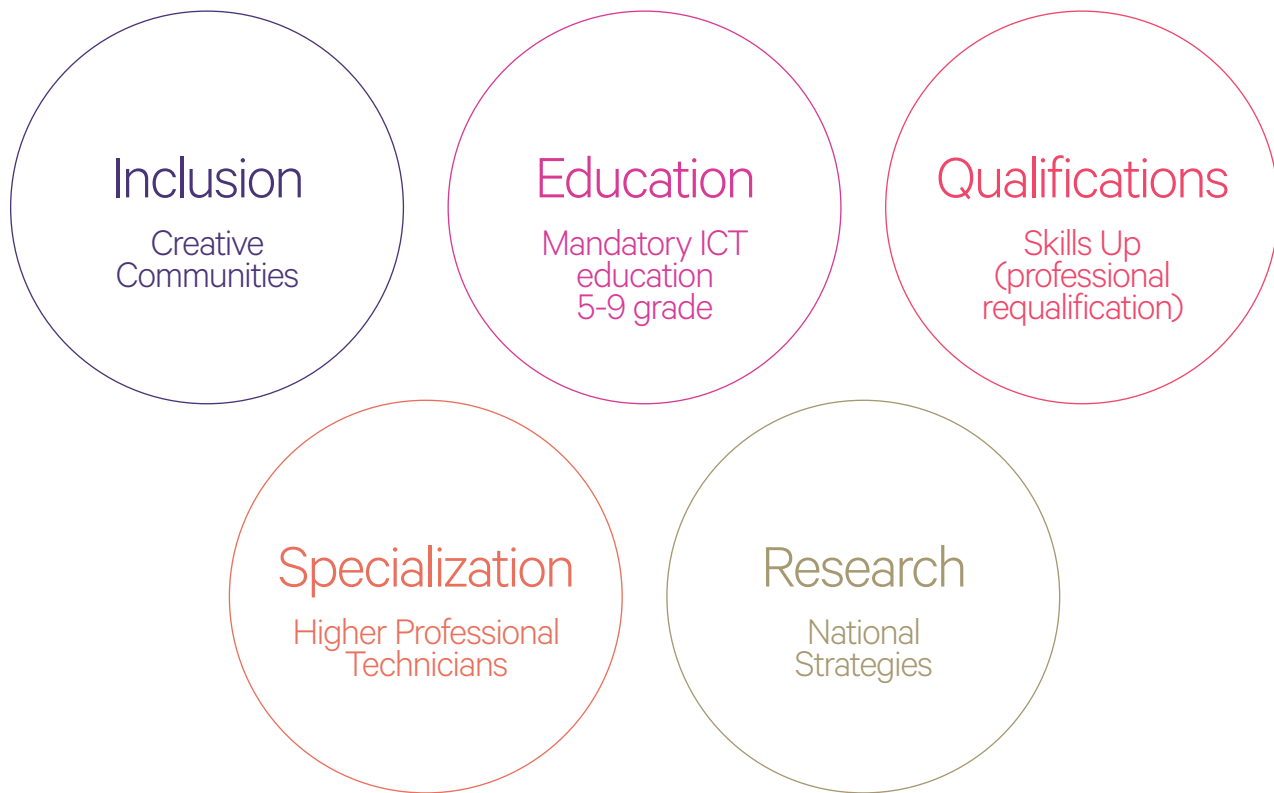 Inclusion
Creative
Communities
Education
Mandatory ICT
education
5-9 grade
Qualifications
Skills Up
(professional
requalification)
Specialization
Higher Professional
Technicians
Research
National
Strategies